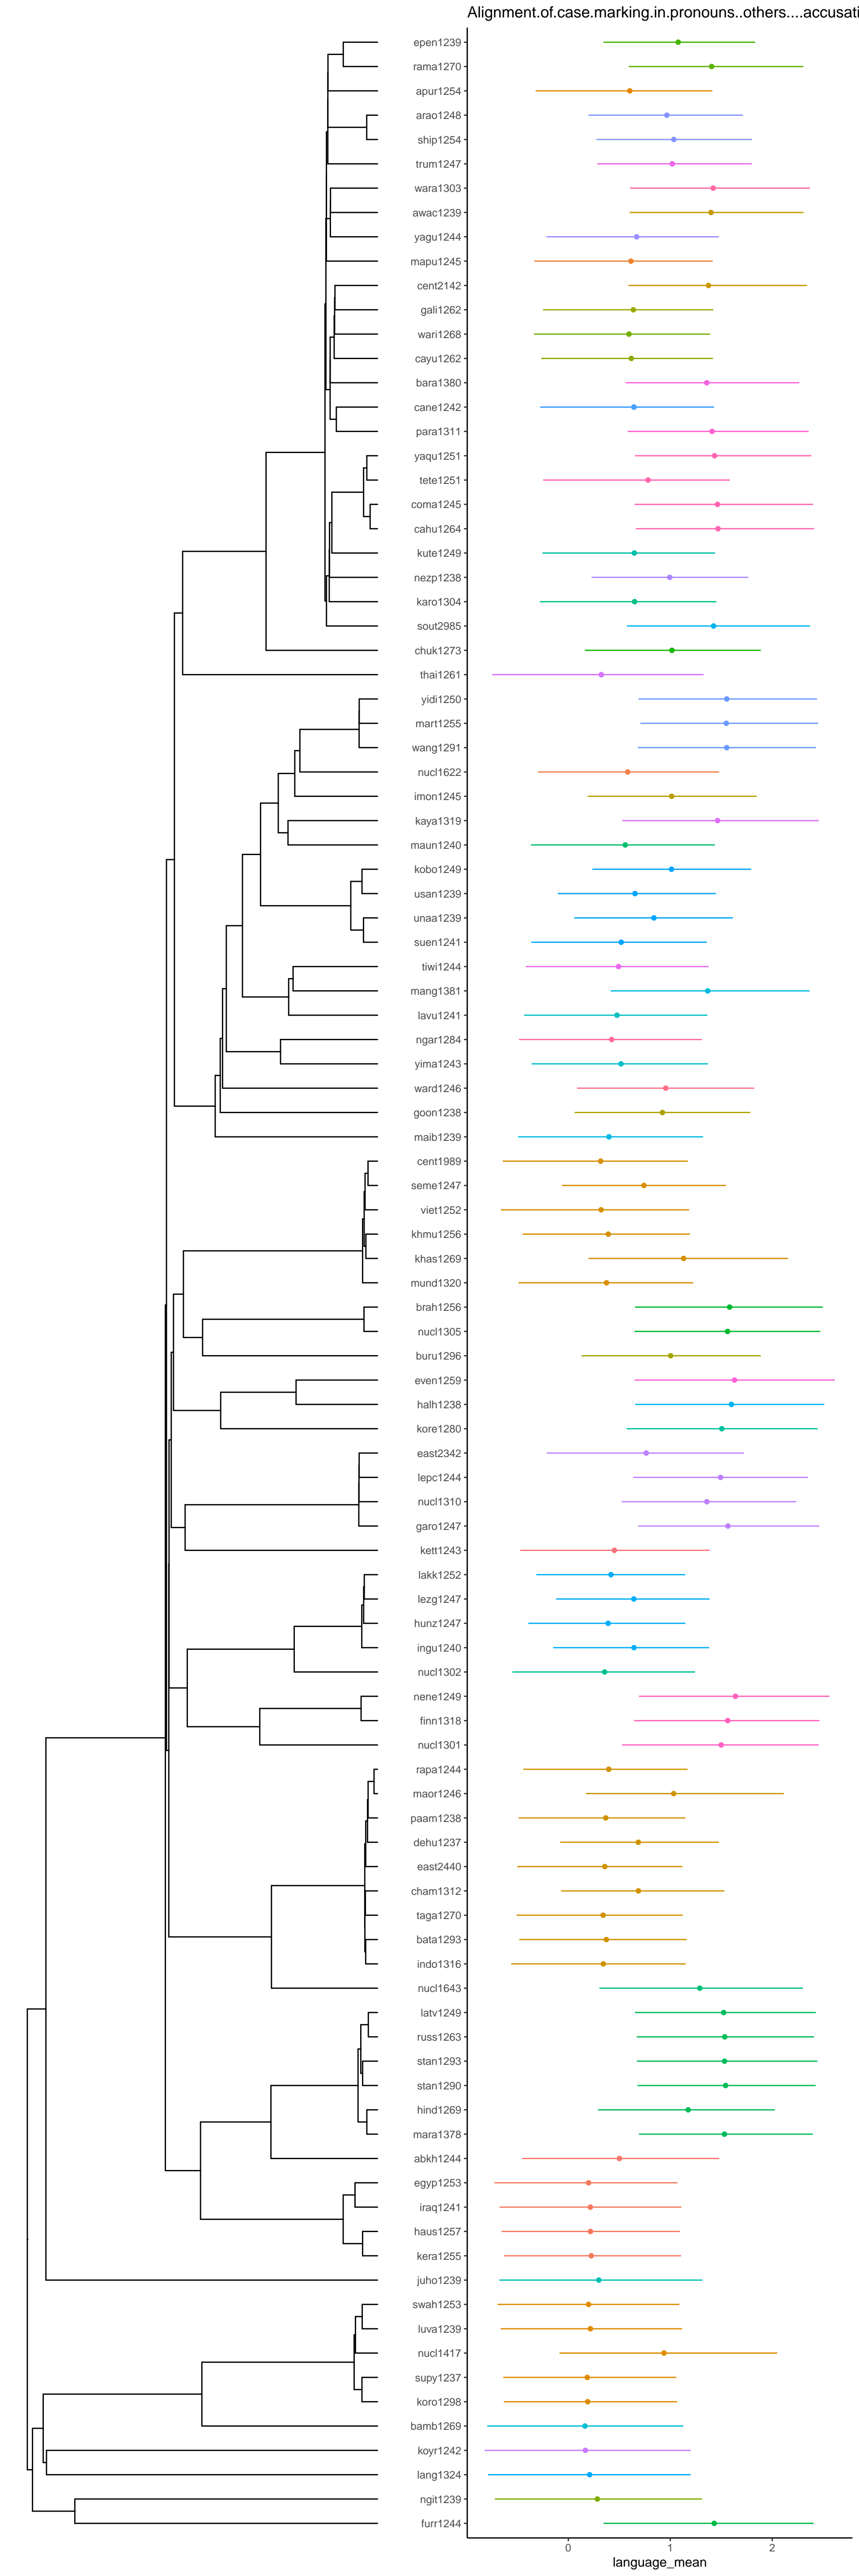 Alignment.of.case.marking.in.pronouns..others....accusati
epen1239
rama1270
apur1254
arao1248
ship1254
trum1247
wara1303
awac1239
yagu1244
mapu1245
cent2142
gali1262
wari1268
cayu1262
bara1380
cane1242
para1311
yaqu1251
tete1251
coma1245
cahu1264
kute1249
nezp1238
karo1304
sout2985
chuk1273
thai1261
yidi1250
mart1255
wang1291
nucl1622
imon1245
kaya1319
maun1240
kobo1249
usan1239
unaa1239
suen1241
tiwi1244
mang1381
lavu1241
ngar1284
yima1243
ward1246
goon1238
maib1239
cent1989
seme1247
viet1252
khmu1256
khas1269
mund1320
brah1256
nucl1305
buru1296
even1259
halh1238
kore1280
east2342
lepc1244
nucl1310
garo1247
kett1243
lakk1252
lezg1247
hunz1247
ingu1240
nucl1302
nene1249
finn1318
nucl1301
rapa1244
maor1246
paam1238
dehu1237
east2440
cham1312
taga1270
bata1293
indo1316
nucl1643
latv1249
russ1263
stan1293
stan1290
hind1269
mara1378
abkh1244
egyp1253
iraq1241
haus1257
kera1255
juho1239
swah1253
luva1239
nucl1417
supy1237
koro1298
bamb1269
koyr1242
lang1324
ngit1239
furr1244
0 1 2
language_mean